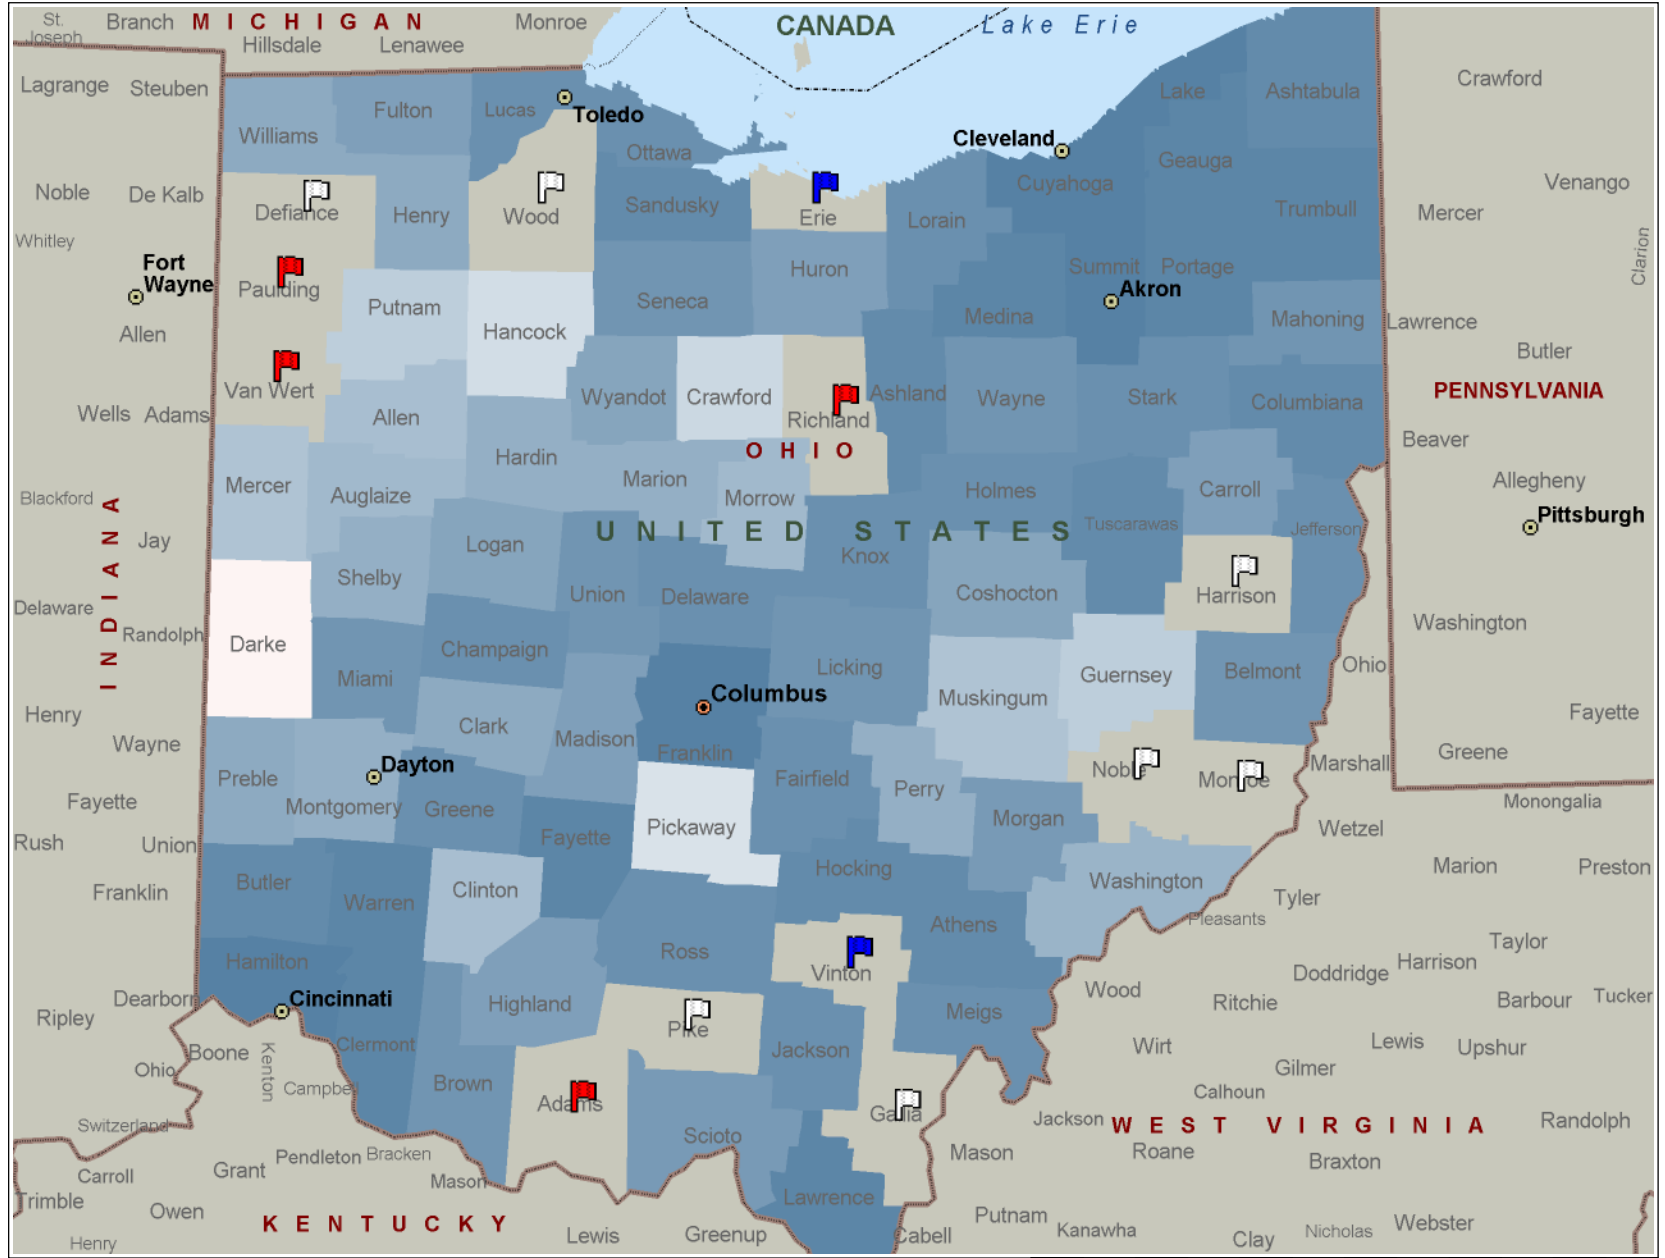 St.
Joseph
Branch
MICHIGAN
Monroe
CANADA
Lake Erie
Hillsdale
Lenawee
Lagrange
Steuben
Crawford
Lake
Ashtabula
Fulton
Lucas
Toledo
Williams
Cleveland
Ottawa
Geauga
Noble
De Kalb
Cuyahoga
Venango
Defiance
Henry
Wood
Sandusky
Erie
Lorain
Trumbull
Mercer
Whitley
Clarion
Fort
Wayne
Paulding
Huron
Summit
Portage
Akron
Putnam
Seneca
Medina
Mahoning
Lawrence
Allen
Hancock
Butler
Van Wert
Wyandot
Crawford
Ashland
Wayne
Stark
Columbiana
PENNSYLVANIA
Wells
Adams
Allen
Richland
Beaver
OHIO
Hardin
Mercer
Marion
Auglaize
Morrow
Holmes
Carroll
Allegheny
Blackford
INDIANA
Pittsburgh
Jay
Logan
UNITED STATES
Tuscarawas
Jefferson
Knox
Shelby
Union
Delaware
Coshocton
Harrison
Delaware
Randolph
Darke
Champaign
Washington
Miami
Licking
Guernsey
Belmont
Ohio
Columbus
Muskingum
Henry
Wayne
Clark
Madison
Franklin
Fayette
Greene
Preble
Dayton
Fairfield
Perry
Noble
Monroe
Marshall
Fayette
Montgomery
Greene
Monongalia
Pickaway
Morgan
Wetzel
Rush
Union
Fayette
Hocking
Marion
Preston
Butler
Clinton
Washington
Franklin
Warren
Tyler
Pleasants
Athens
Ross
Taylor
Hamilton
Vinton
Doddridge
Harrison
Dearborn
Cincinnati
Highland
Wood
Ritchie
Barbour
Tucker
Ripley
Pike
Meigs
Clermont
Jackson
Wirt
Lewis
Upshur
Boone
Kenton
Ohio
Campbell
Brown
Gilmer
Adams
Gallia
Calhoun
Switzerland
Jackson
WEST VIRGINIA
Randolph
Scioto
Pendleton
Bracken
Mason
Roane
Braxton
Carroll
Grant
Mason
Lawrence
Trimble
Owen
KENTUCKY
Lewis
Greenup
Cabell
Putnam
Kanawha
Clay
Nicholas
Webster
Henry